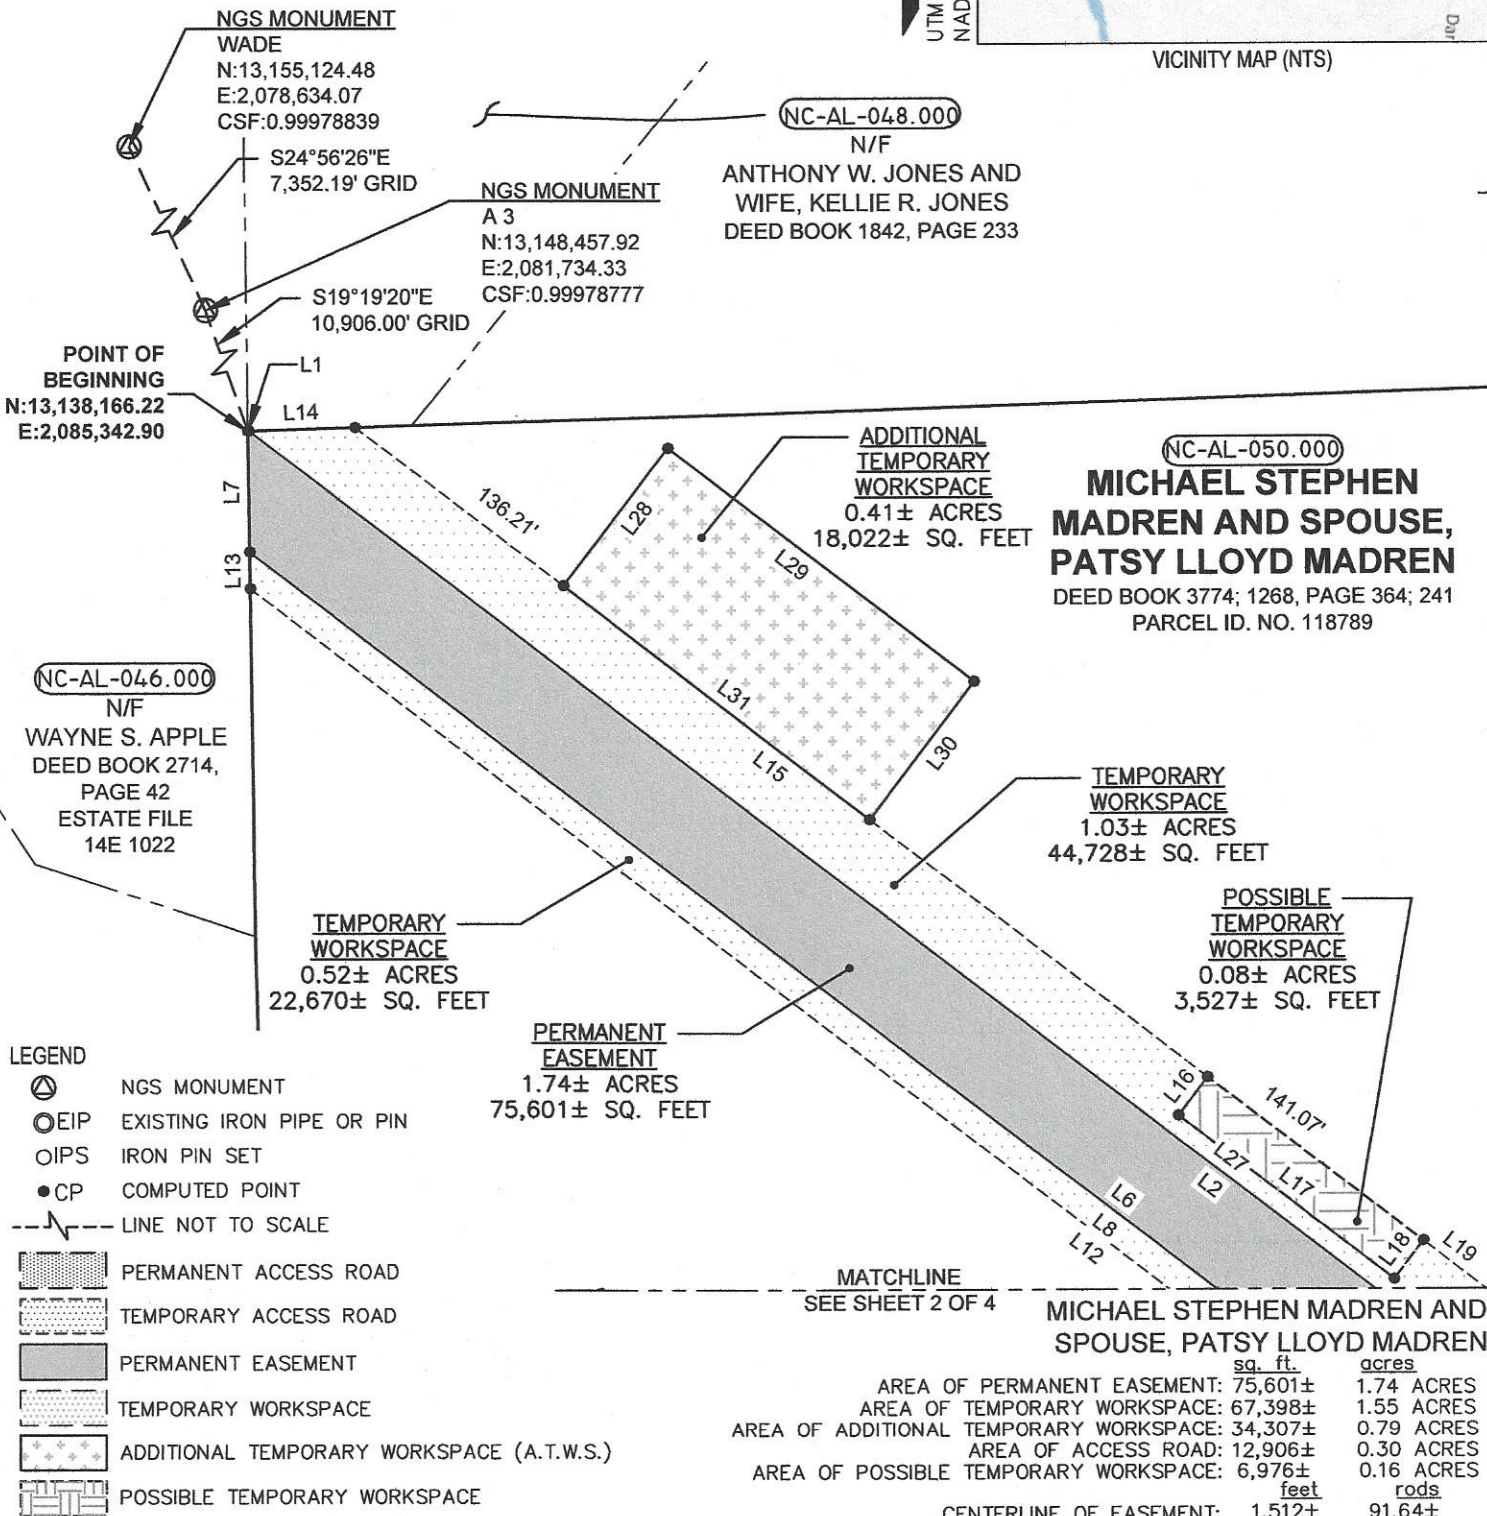 NGS MONUMENT
WADE
N:13,155,124.48
E:2,078,634.07
CSF:0.99978839
S24°56'26"E
7,352.19' GRID
NGS MONUMENT
A 3
N:13,148,457.92
E:2,081,734.33
CSF:0.99978777
S19°19'20"E
10,906.00' GRID
UTM
NAD
Dar
VICINITY MAP (NTS)
NC-AL-048.000
N/F
ANTHONY W. JONES AND
WIFE, KELLIE R. JONES
DEED BOOK 1842, PAGE 233
POINT OF
BEGINNING
N:13,138,166.22
E:2,085,342.90
L1
L14
L7
L13
136.21'
L28
L29
L31
L15
L30
ADDITIONAL
TEMPORARY
WORKSPACE
0.41± ACRES
18,022± SQ. FEET
NC-AL-050.000
MICHAEL STEPHEN
MADREN AND SPOUSE,
PATSY LLOYD MADREN
DEED BOOK 3774; 1268, PAGE 364; 241
PARCEL ID. NO. 118789
NC-AL-046.000
N/F
WAYNE S. APPLE
DEED BOOK 2714,
PAGE 42
ESTATE FILE
14E 1022
TEMPORARY
WORKSPACE
1.03± ACRES
44,728± SQ. FEET
POSSIBLE
TEMPORARY
WORKSPACE
0.08± ACRES
3,527± SQ. FEET
TEMPORARY
WORKSPACE
0.52± ACRES
22,670± SQ. FEET
PERMANENT
EASEMENT
1.74± ACRES
75,601± SQ. FEET
L16
141.07'
L27
L17
L2
L18
L19
L6
L8
L12
LEGEND
NGS MONUMENT
EIP EXISTING IRON PIPE OR PIN
IPS IRON PIN SET
CP COMPUTED POINT
LINE NOT TO SCALE
PERMANENT ACCESS ROAD
TEMPORARY ACCESS ROAD
PERMANENT EASEMENT
TEMPORARY WORKSPACE
ADDITIONAL TEMPORARY WORKSPACE (A.T.W.S.)
POSSIBLE TEMPORARY WORKSPACE
MATCHLINE
SEE SHEET 2 OF 4
MICHAEL STEPHEN MADREN AND
SPOUSE, PATSY LLOYD MADREN
sq. ft. acres
AREA OF PERMANENT EASEMENT: 75,601± 1.74 ACRES
AREA OF TEMPORARY WORKSPACE: 67,398± 1.55 ACRES
AREA OF ADDITIONAL TEMPORARY WORKSPACE: 34,307± 0.79 ACRES
AREA OF ACCESS ROAD: 12,906± 0.30 ACRES
AREA OF POSSIBLE TEMPORARY WORKSPACE: 6,976± 0.16 ACRES
feet rods
CENTERLINE OF EASEMENT: 1,512± 91.64±